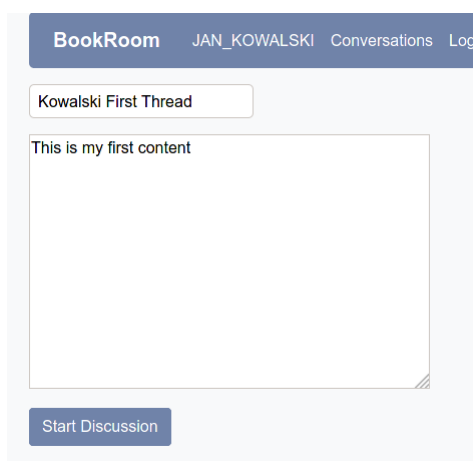 BookRoom JAN_KOWALSKI Conversations
Kowalski First Thread
This is my first content
Start Discussion